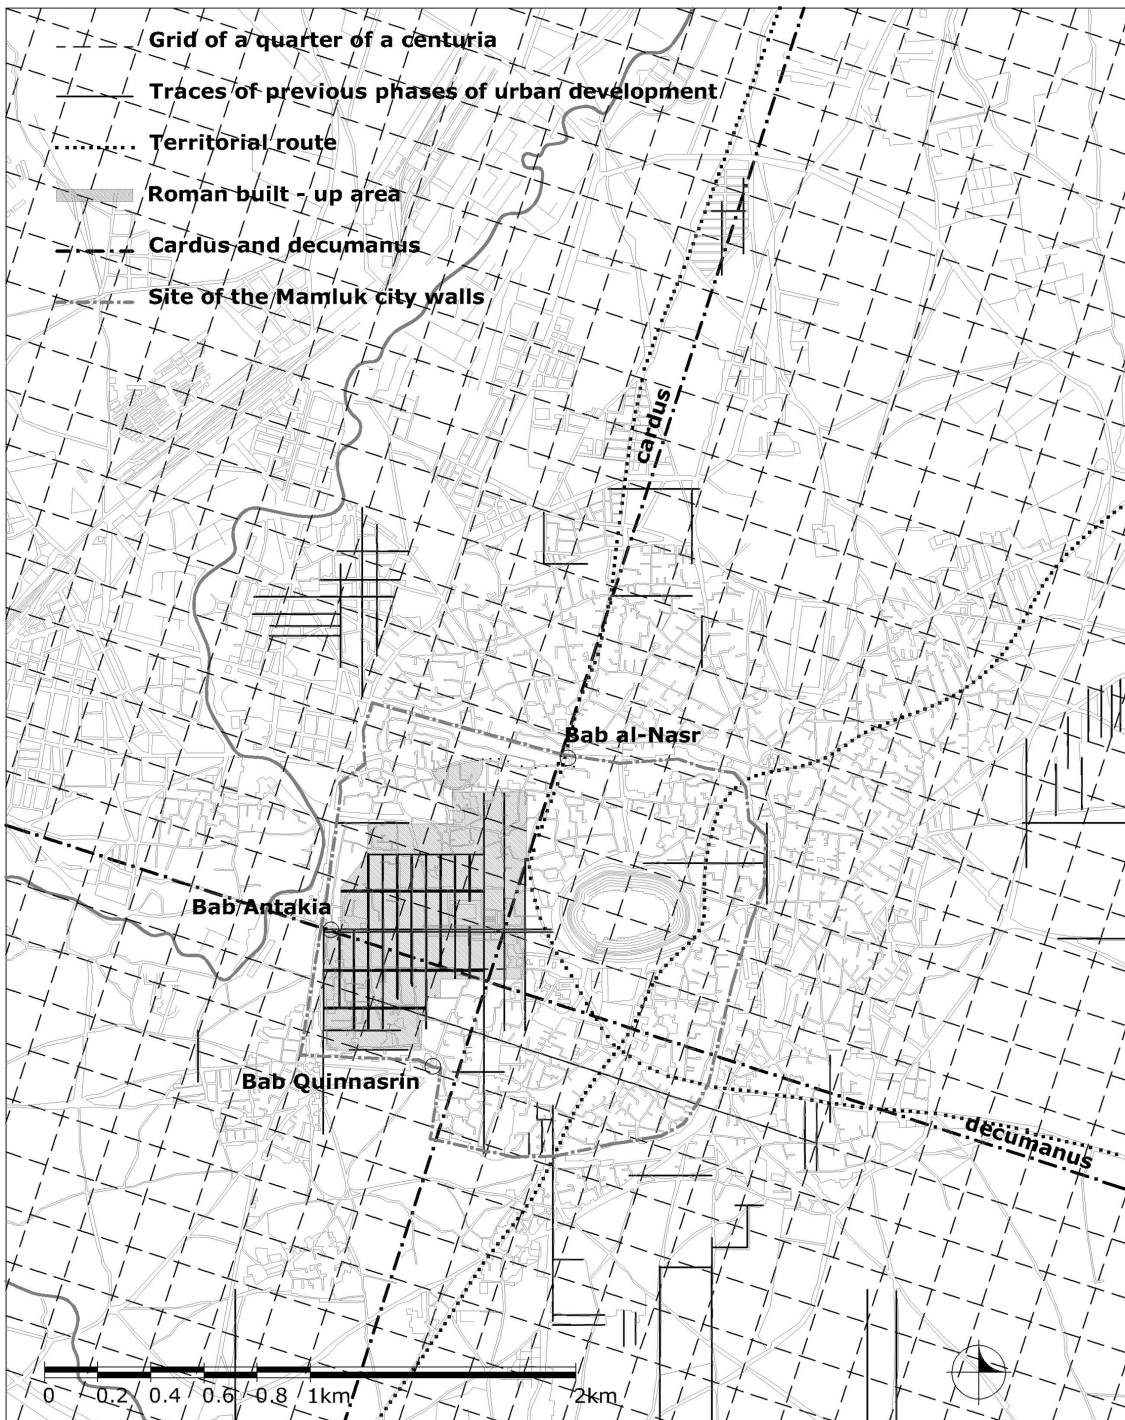 Grid of a quarter of a centuria
Traces of previous phases of urban development
Territorial route
Roman built - up area
Cardus and decumanus
Site of the Mamluk city walls
cardus
Bab al-Nasr
Bab Antakia
Bab Quinnasrin
decumanus
0 0.2 0.4 0.6 0.8 1km 2km